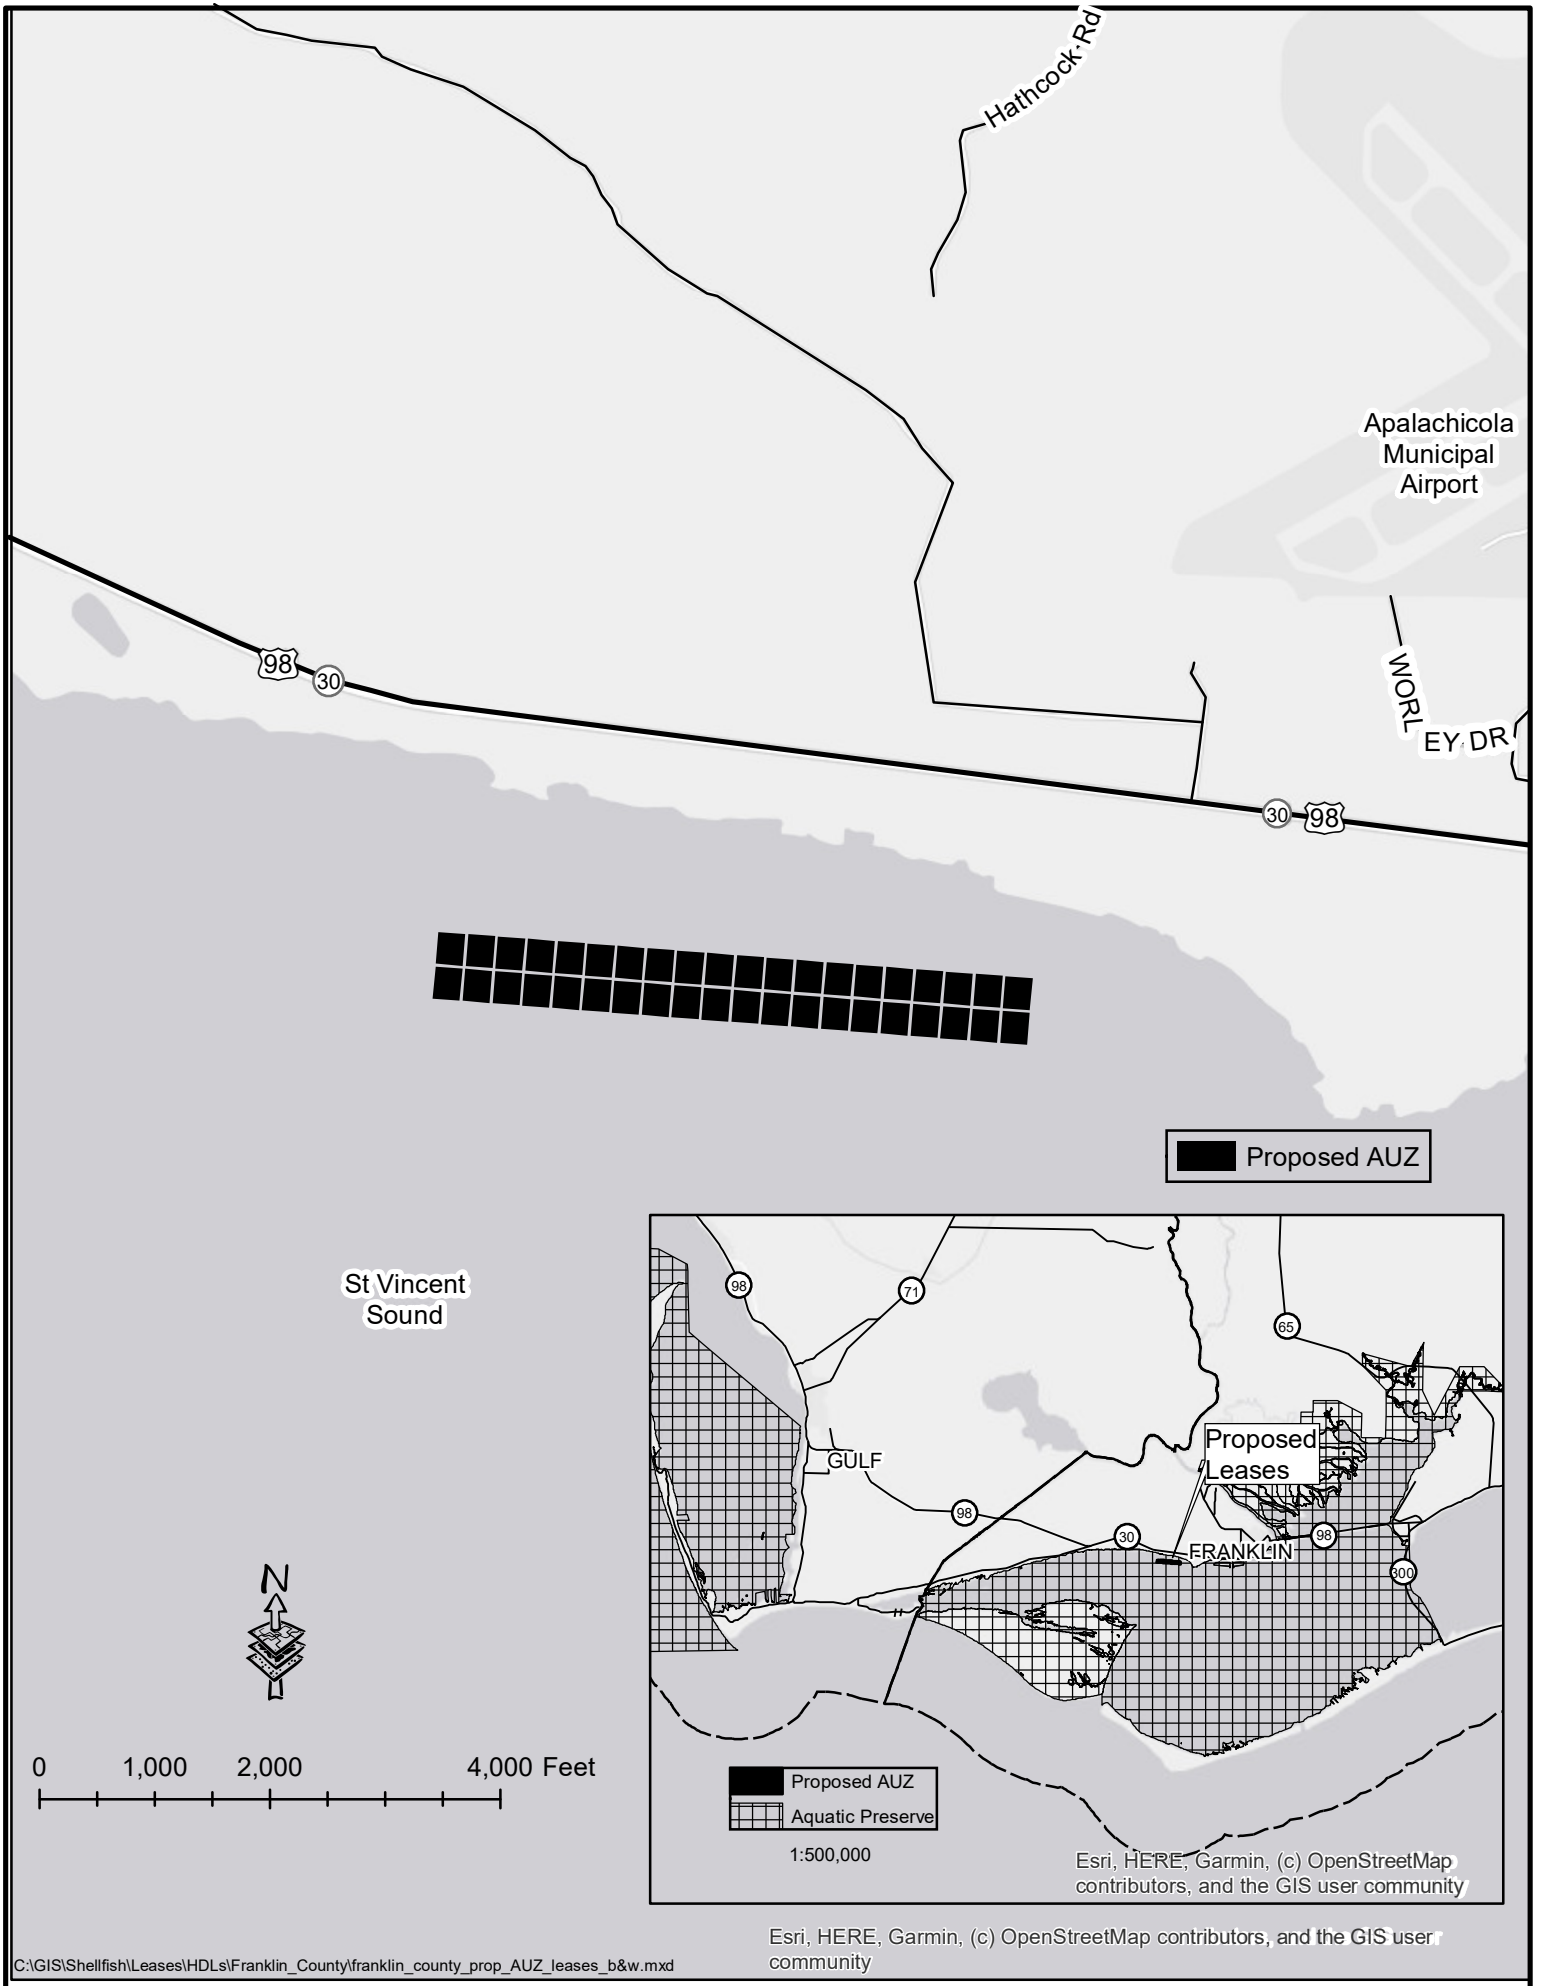 Hathcock Rd
Apalachicola
Municipal
Airport
98
30
WORL
EY DR
30
98
Proposed AUZ
St Vincent
Sound
98
71
65
Proposed
Leases
GULF
98
30
FRANKLIN
98
300
N
0 1,000 2,000 4,000 Feet
Proposed AUZ
Aquatic Preserve
1:500,000
Esri, HERE, Garmin, (c) OpenStreetMap
contributors, and the GIS user community
Esri, HERE, Garmin, (c) OpenStreetMap contributors, and the GIS user
community
C:\GIS\Shellfish\Leases\HDLs\Franklin_County\franklin_county_prop_AUZ_leases_b&w.mxd